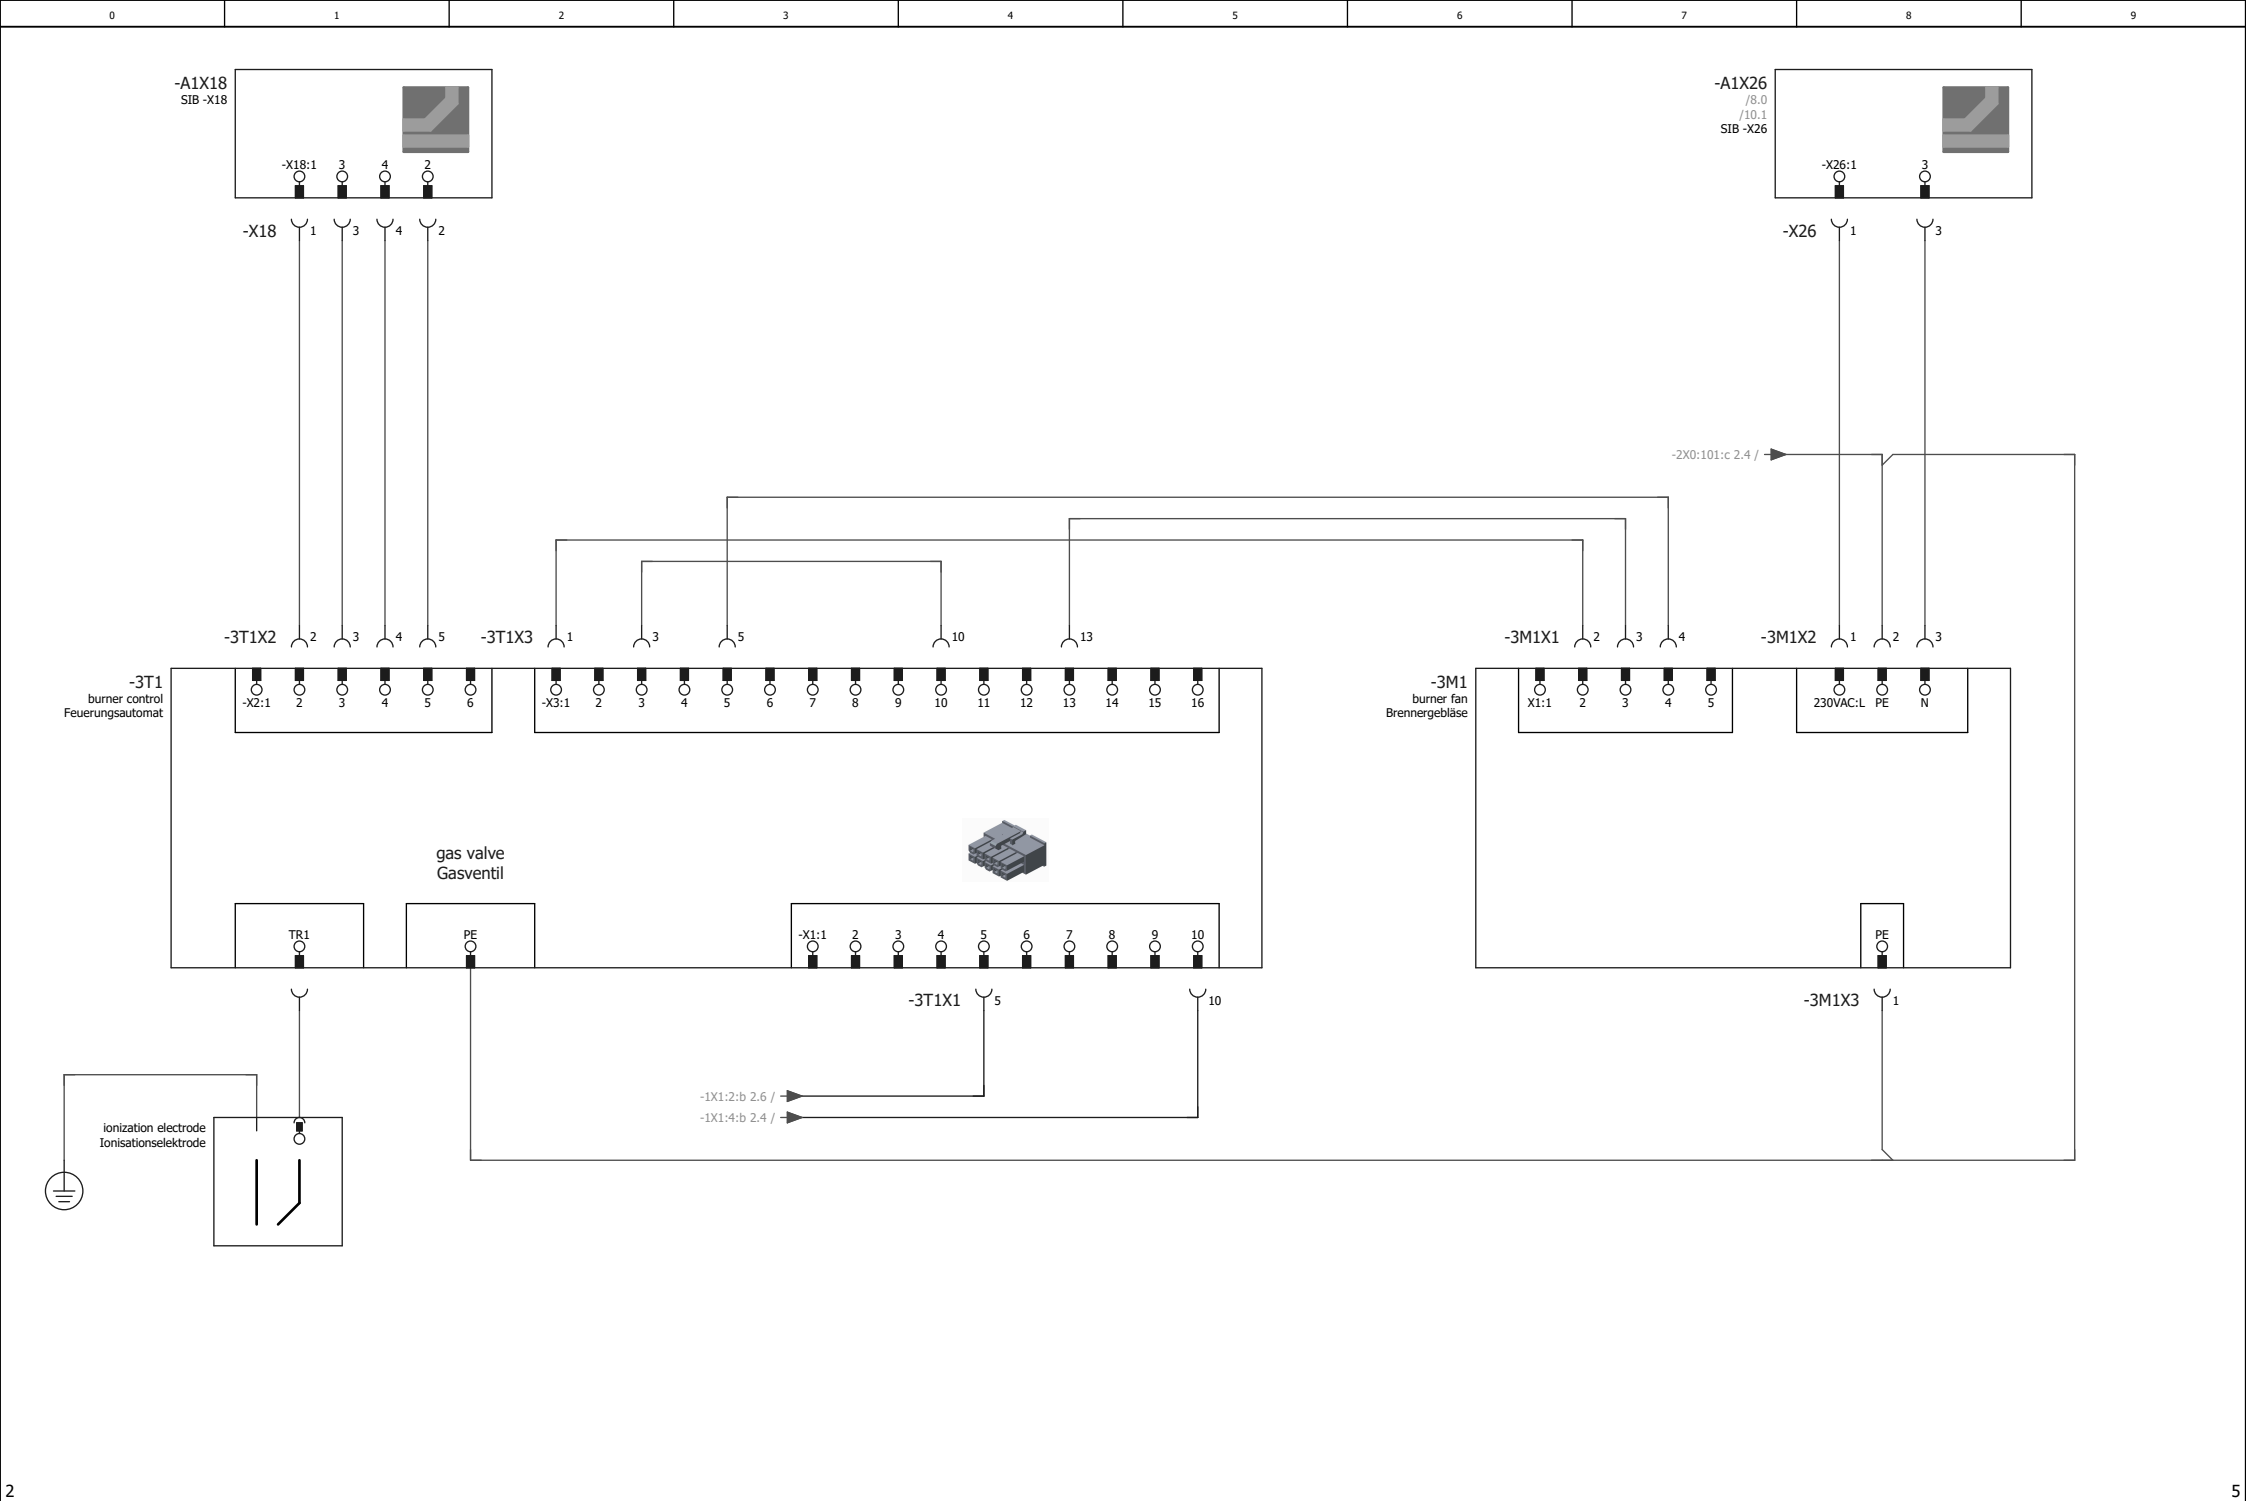 0 1 2 3 4 5 6 7 8 9
-A1X18
SIB -X18
-X18:1 3 4 2
-X18 1 3 4 2
-A1X26
/8.0
/10.1
SIB -X26
-X26:1 3
-X26 1 3
-2X0:101:c 2.4 /
-3T1X2 2 3 4 5
-3T1X3 1 3 5 10 13
-3M1X1 2 3 4
-3M1X2 1 2 3
-3T1
burner control
Feuerungsautomat
-X2:1 2 3 4 5 6
-X3:1 2 3 4 5 6 7 8 9 10 11 12 13 14 15 16
-3M1
burner fan
Brennergebläse
X1:1 2 3 4 5
230VAC:L PE N
gas valve
Gasventil
TR1
PE
-X1:1 2 3 4 5 6 7 8 9 10
PE
-3T1X1 5 10
-3M1X3 1
-1X1:2:b 2.6 /
-1X1:4:b 2.4 /
ionization electrode
Ionisationselektrode
2
5